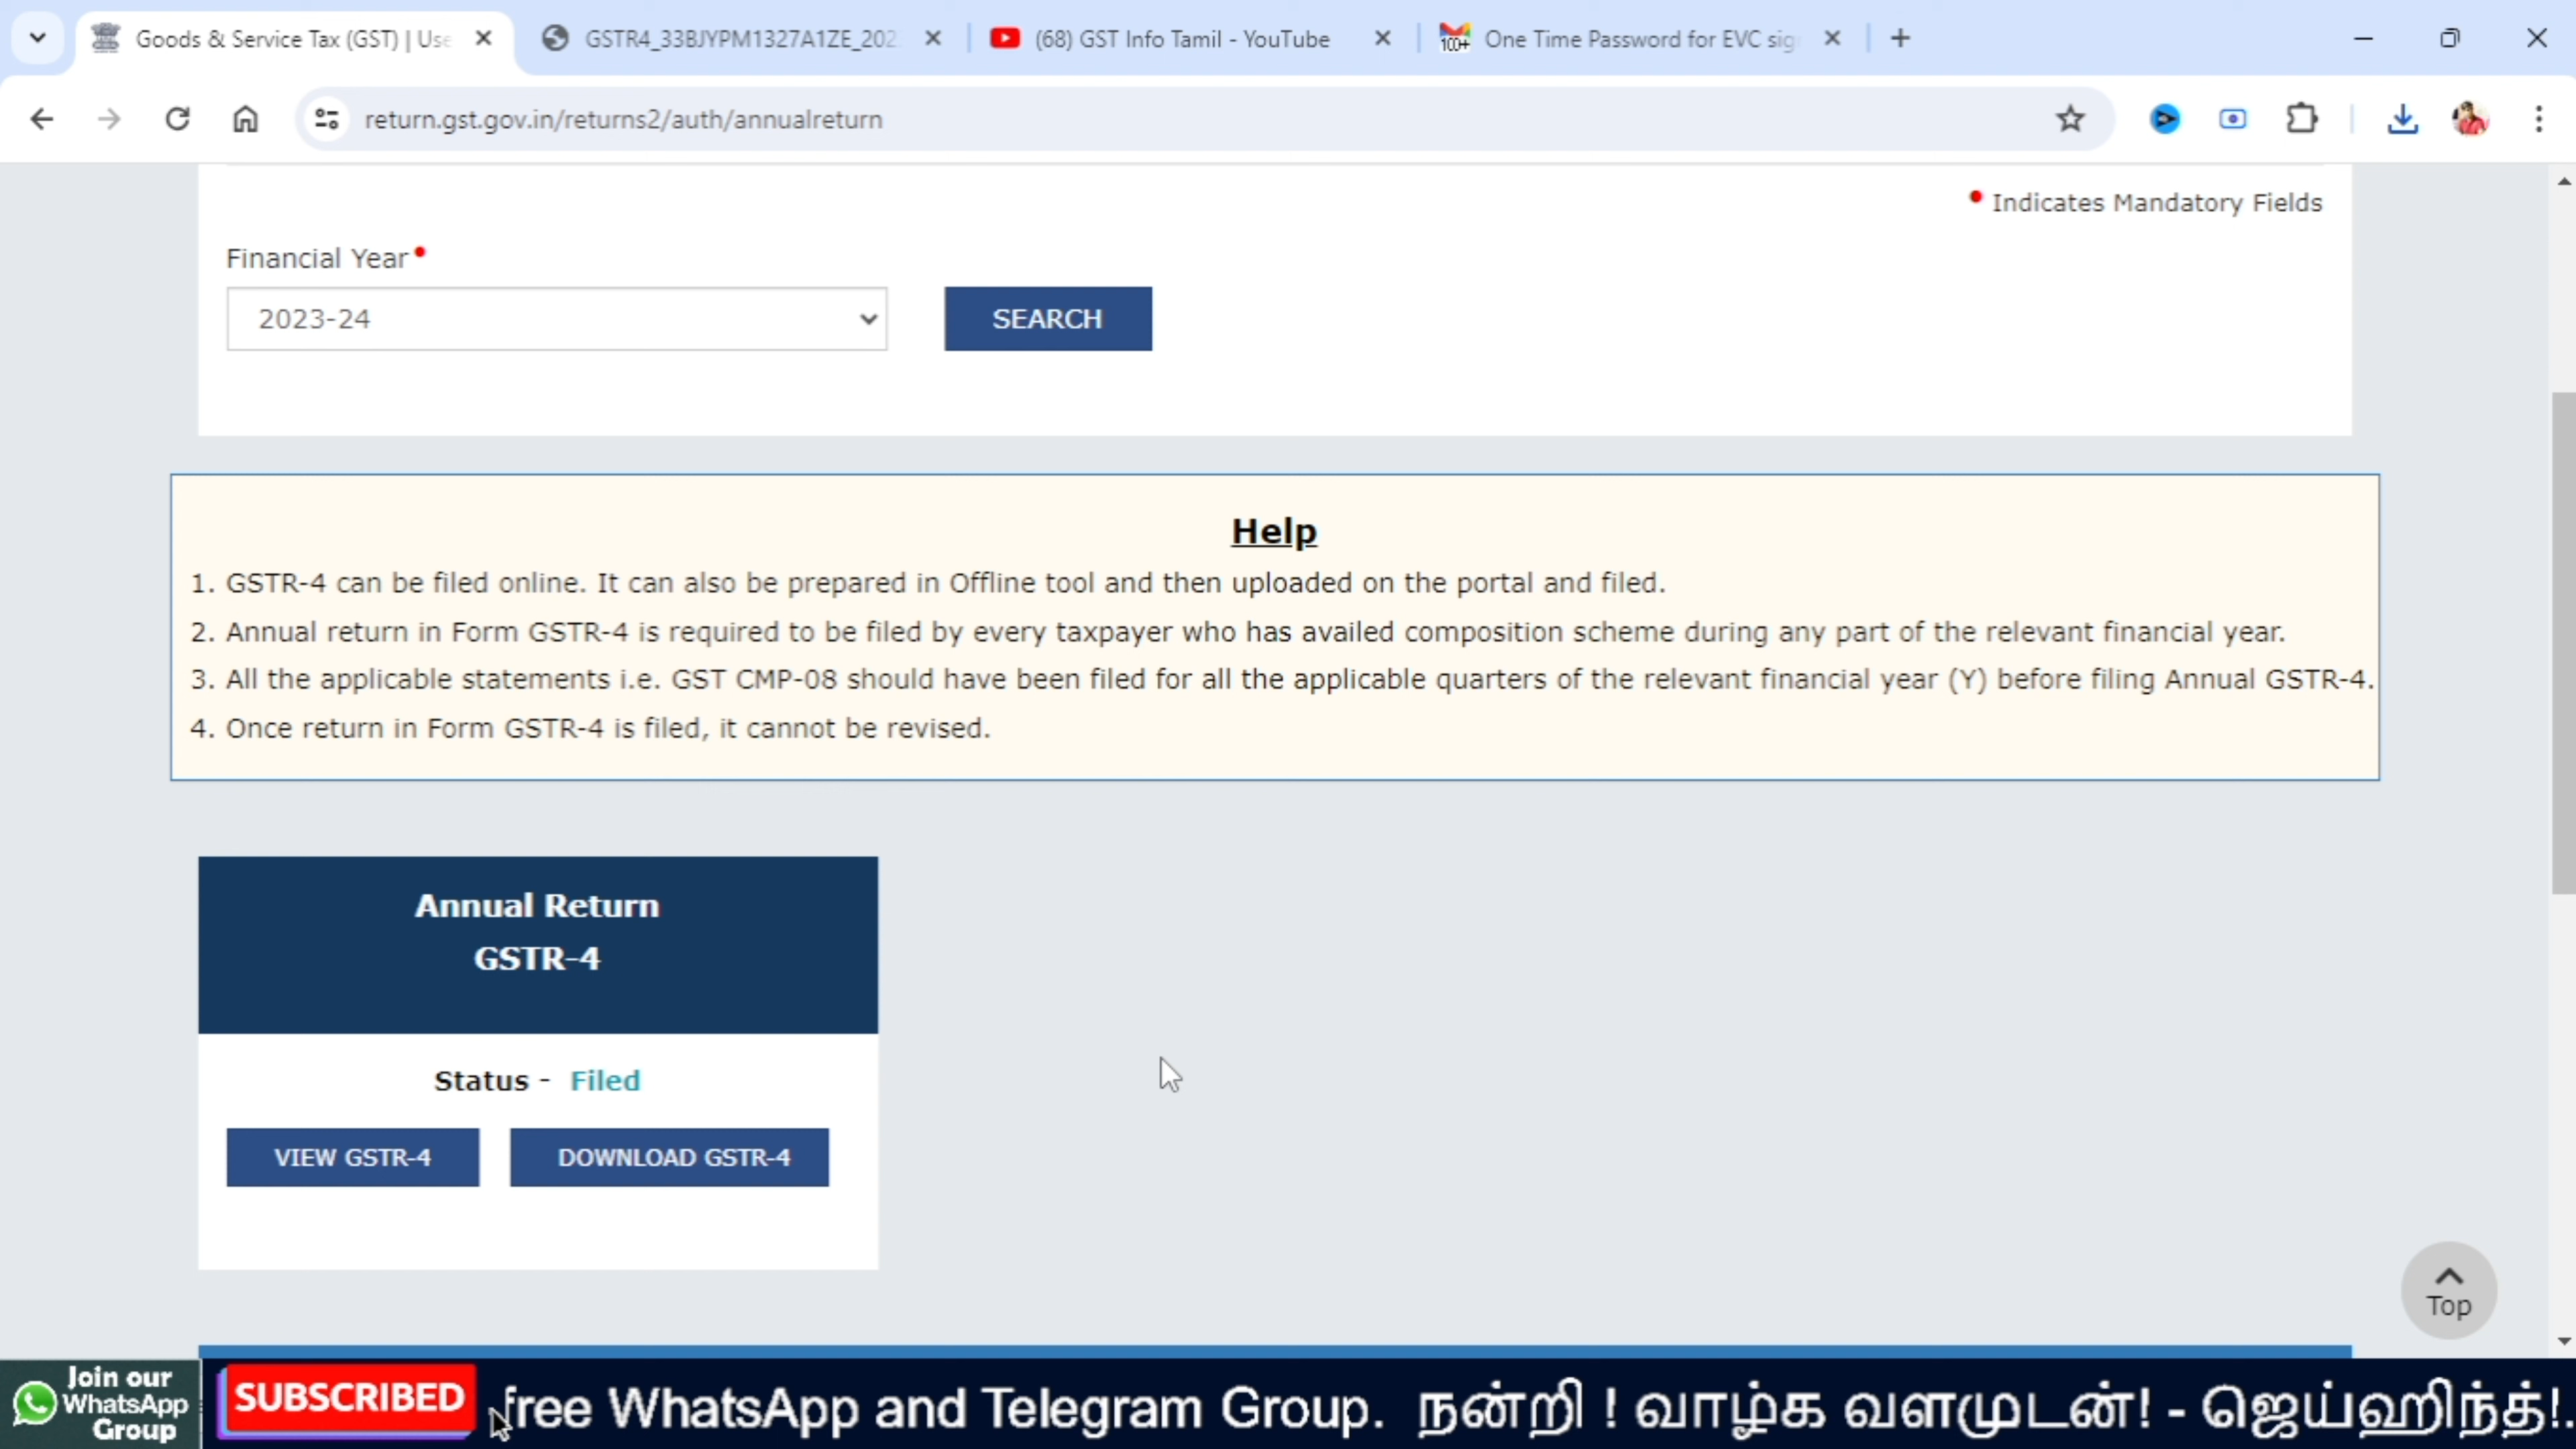 Goods & Service Tax (GST) | Use
GSTR4_33BJYPM1327A1ZE_202
(68) GST Info Tamil - YouTube
100+
One Time Password for EVC sig
return.gst.gov.in/returns2/auth/annualreturn
• Indicates Mandatory Fields
Financial Year•
2023-24
SEARCH
Help
1. GSTR-4 can be filed online. It can also be prepared in Offline tool and then uploaded on the portal and filed.
2. Annual return in Form GSTR-4 is required to be filed by every taxpayer who has availed composition scheme during any part of the relevant financial year.
3. All the applicable statements i.e. GST CMP-08 should have been filed for all the applicable quarters of the relevant financial year (Y) before filing Annual GSTR-4.
4. Once return in Form GSTR-4 is filed, it cannot be revised.
Annual Return
GSTR-4
Status - Filed
VIEW GSTR-4
DOWNLOAD GSTR-4
Top
Join our
WhatsApp
Group
SUBSCRIBED
free WhatsApp and Telegram Group. நன்றி ! வாழ்க வளமுடன்! - ஜெய்ஹிந்த்!.